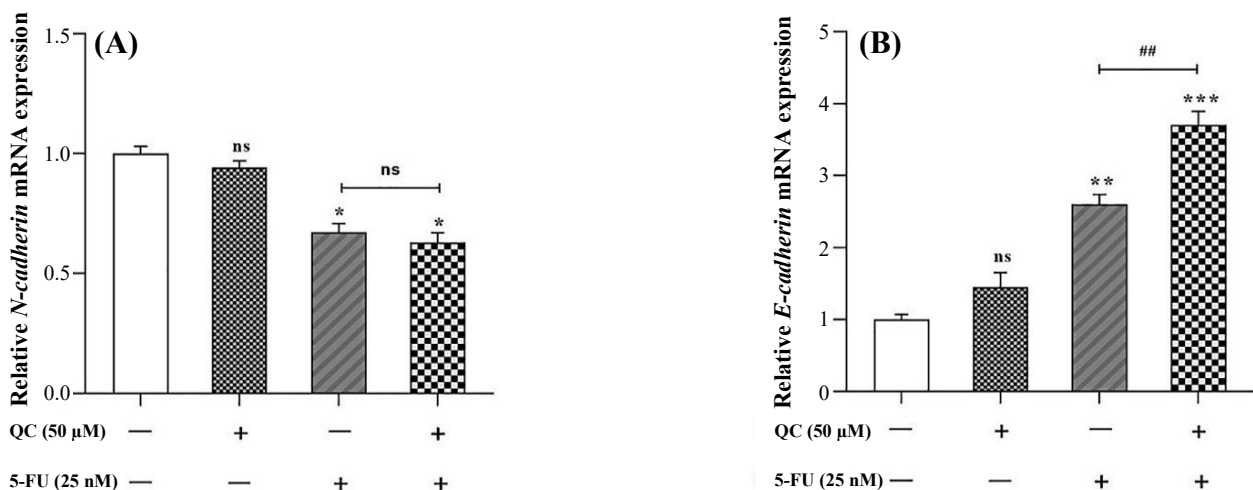 (A)
Relative N-cadherin mRNA expression
1.5
1.0
0.5
0.0
ns
*
*
ns
QC (50 µM) — + — +
5-FU (25 nM) — — + +
(B)
Relative E-cadherin mRNA expression
5
4
3
2
1
0
ns
**
***
##
QC (50 µM) — + — +
5-FU (25 nM) — — + +